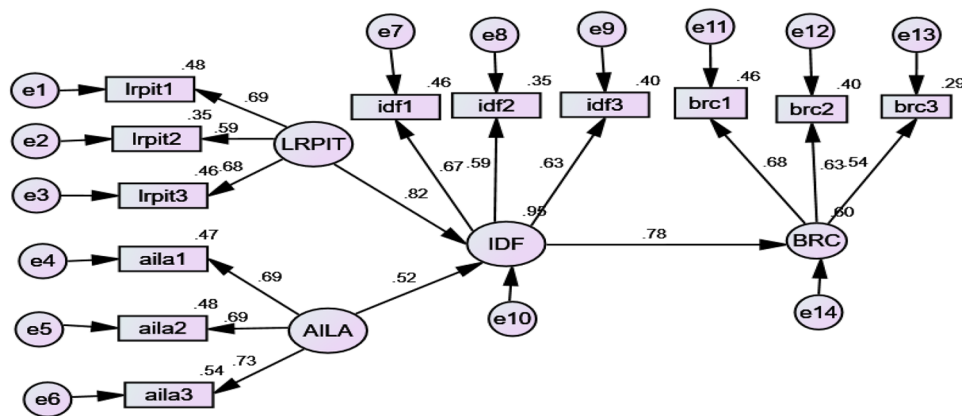 e7
e8
e9
e11
e12
e13
.48
.46
.35
.40
.46
.40
.29
e1
lrpit1
idf1
idf2
idf3
brc1
brc2
brc3
.69
.35
e2
lrpit2
.59
LRPIT
.46
.68
e3
lrpit3
.67
.59
.63
.68
.63
.54
.82
.95
.60
.47
IDF
.78
BRC
e4
aila1
.69
.52
.48
e5
aila2
.69
AILA
e10
e14
.73
.54
e6
aila3